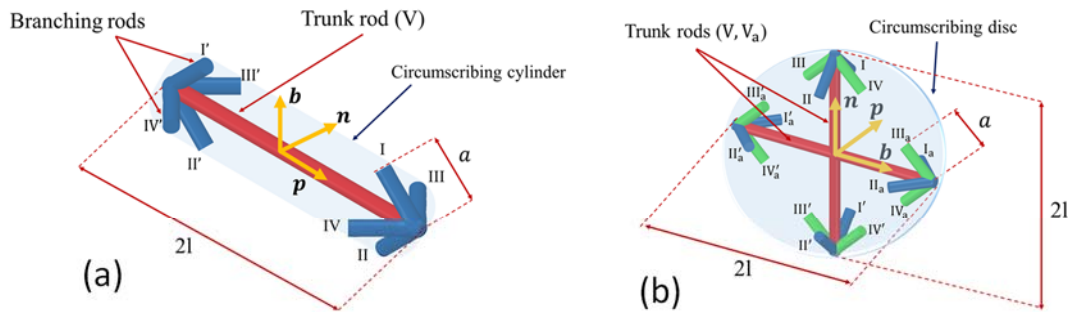 Branching rods
Trunk rod (V)
Circumscribing cylinder
I′
III′
IV′
II′
b
n
p
I
III
IV
II
a
2l
(a)
Trunk rods (V, Vₐ)
Circumscribing disc
III
I
II
IV
n
p
b
III′ₐ
I′ₐ
II′ₐ
IV′ₐ
IIIₐ
Iₐ
IIₐ
IVₐ
III′
I′
II′
IV′
a
2l
2l
(b)